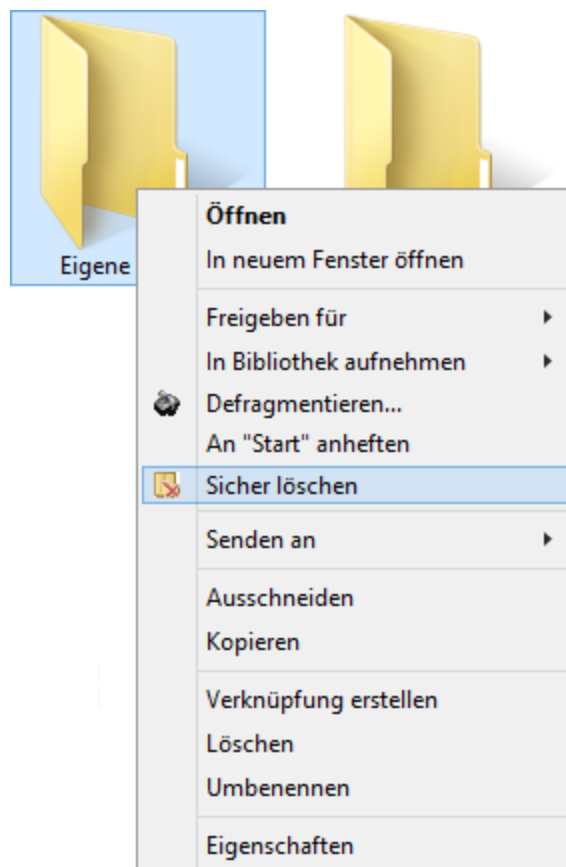 Eigene
Öffnen
In neuem Fenster öffnen
Freigeben für
In Bibliothek aufnehmen
Defragmentieren...
An "Start" anheften
Sicher löschen
Senden an
Ausschneiden
Kopieren
Verknüpfung erstellen
Löschen
Umbenennen
Eigenschaften